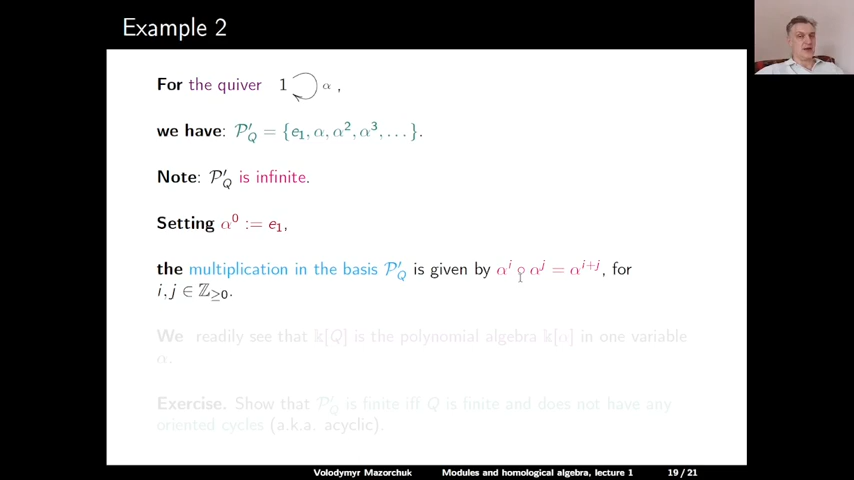 Example 2
For the quiver 1 α ,
we have: 𝒫′_Q = {e₁, α, α², α³, . . . }.
Note: 𝒫′_Q is infinite.
Setting α⁰ := e₁,
the multiplication in the basis 𝒫′_Q is given by αⁱ ∘ αʲ = αⁱ⁺ʲ, for
i, j ∈ ℤ≥0.
We readily see that 𝕜[Q] is the polynomial algebra 𝕜[α] in one variable
α.
Exercise. Show that 𝒫′_Q is finite iff Q is finite and does not have any
oriented cycles (a.k.a. acyclic).
Volodymyr Mazorchuk Modules and homological algebra, lecture 1 19 / 21